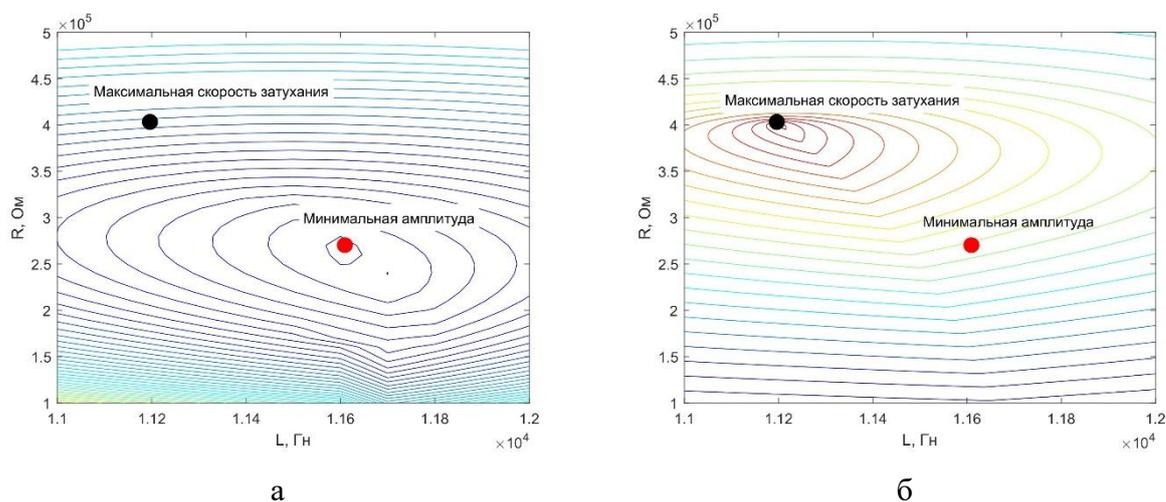 ×10⁵
5
4.5
4
3.5
3
2.5
2
1.5
1
R, Ом
Максимальная скорость затухания
Минимальная амплитуда
1.1 1.12 1.14 1.16 1.18 1.2
L, Гн
×10⁴
а
×10⁵
5
4.5
4
3.5
3
2.5
2
1.5
1
R, Ом
Максимальная скорость затухания
Минимальная амплитуда
1.1 1.12 1.14 1.16 1.18 1.2
L, Гн
×10⁴
б